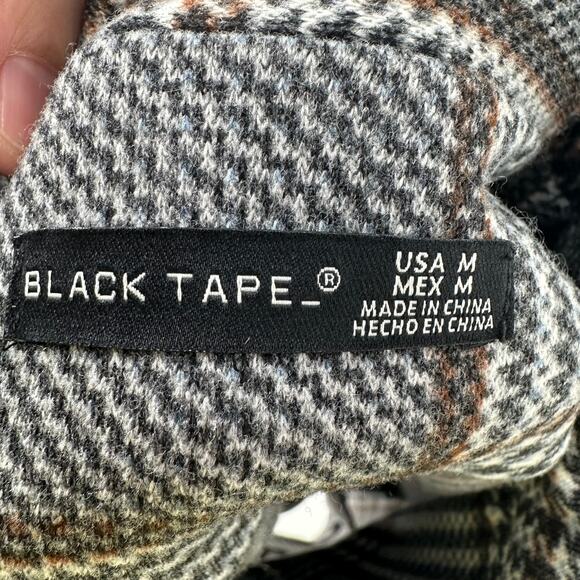 BLACK TAPE_®
USA M
MEX M
MADE IN CHINA
HECHO EN CHINA